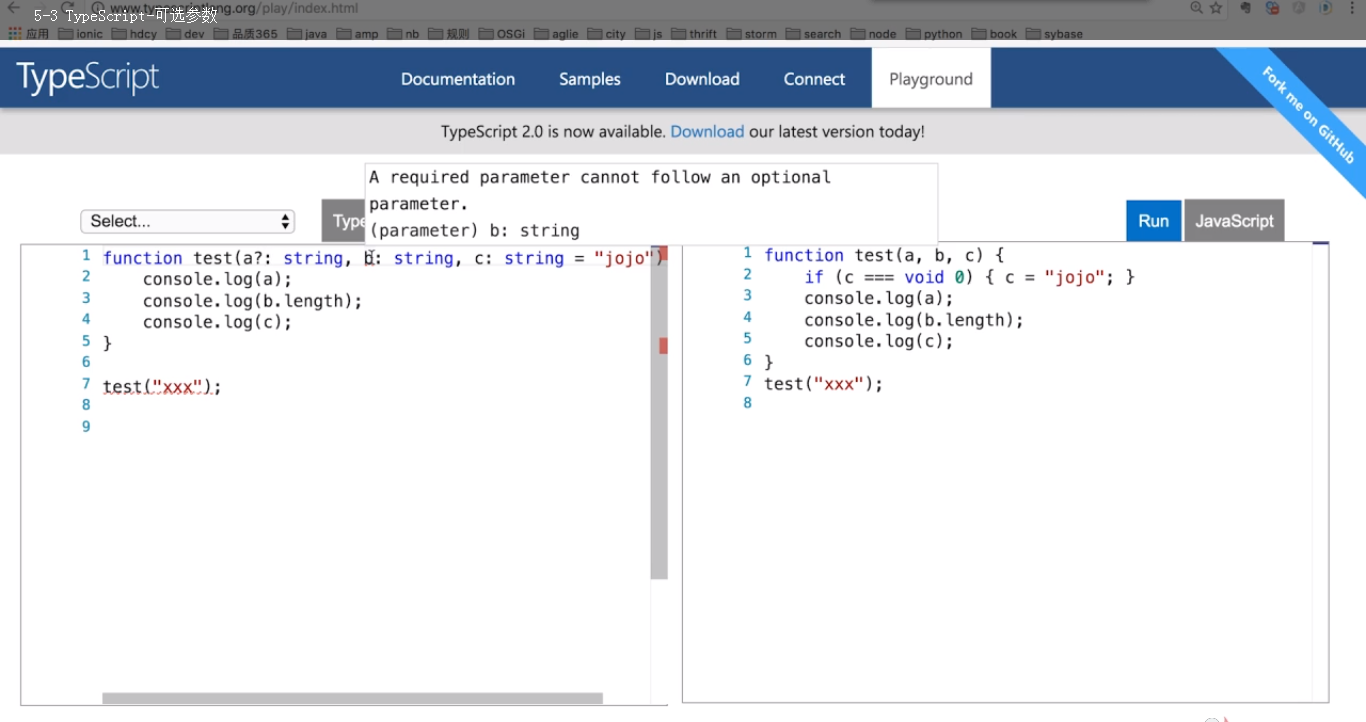 5-3 TypeScript-可选参数
org/play/index.html
应用 ionic hdcy dev 品质365 java amp nb 规则 OSGi aglie city js thrift storm search node python book sybase
TypeScript
Documentation Samples Download Connect Playground
Fork me on GitHub
TypeScript 2.0 is now available. Download our latest version today!
A required parameter cannot follow an optional
parameter.
(parameter) b: string
Select... Type Run JavaScript
1 function test(a?: string, b: string, c: string = "jojo")
2 console.log(a);
3 console.log(b.length);
4 console.log(c);
5 }
6
7 test("xxx");
8
9
1 function test(a, b, c) {
2 if (c === void 0) { c = "jojo"; }
3 console.log(a);
4 console.log(b.length);
5 console.log(c);
6 }
7 test("xxx");
8